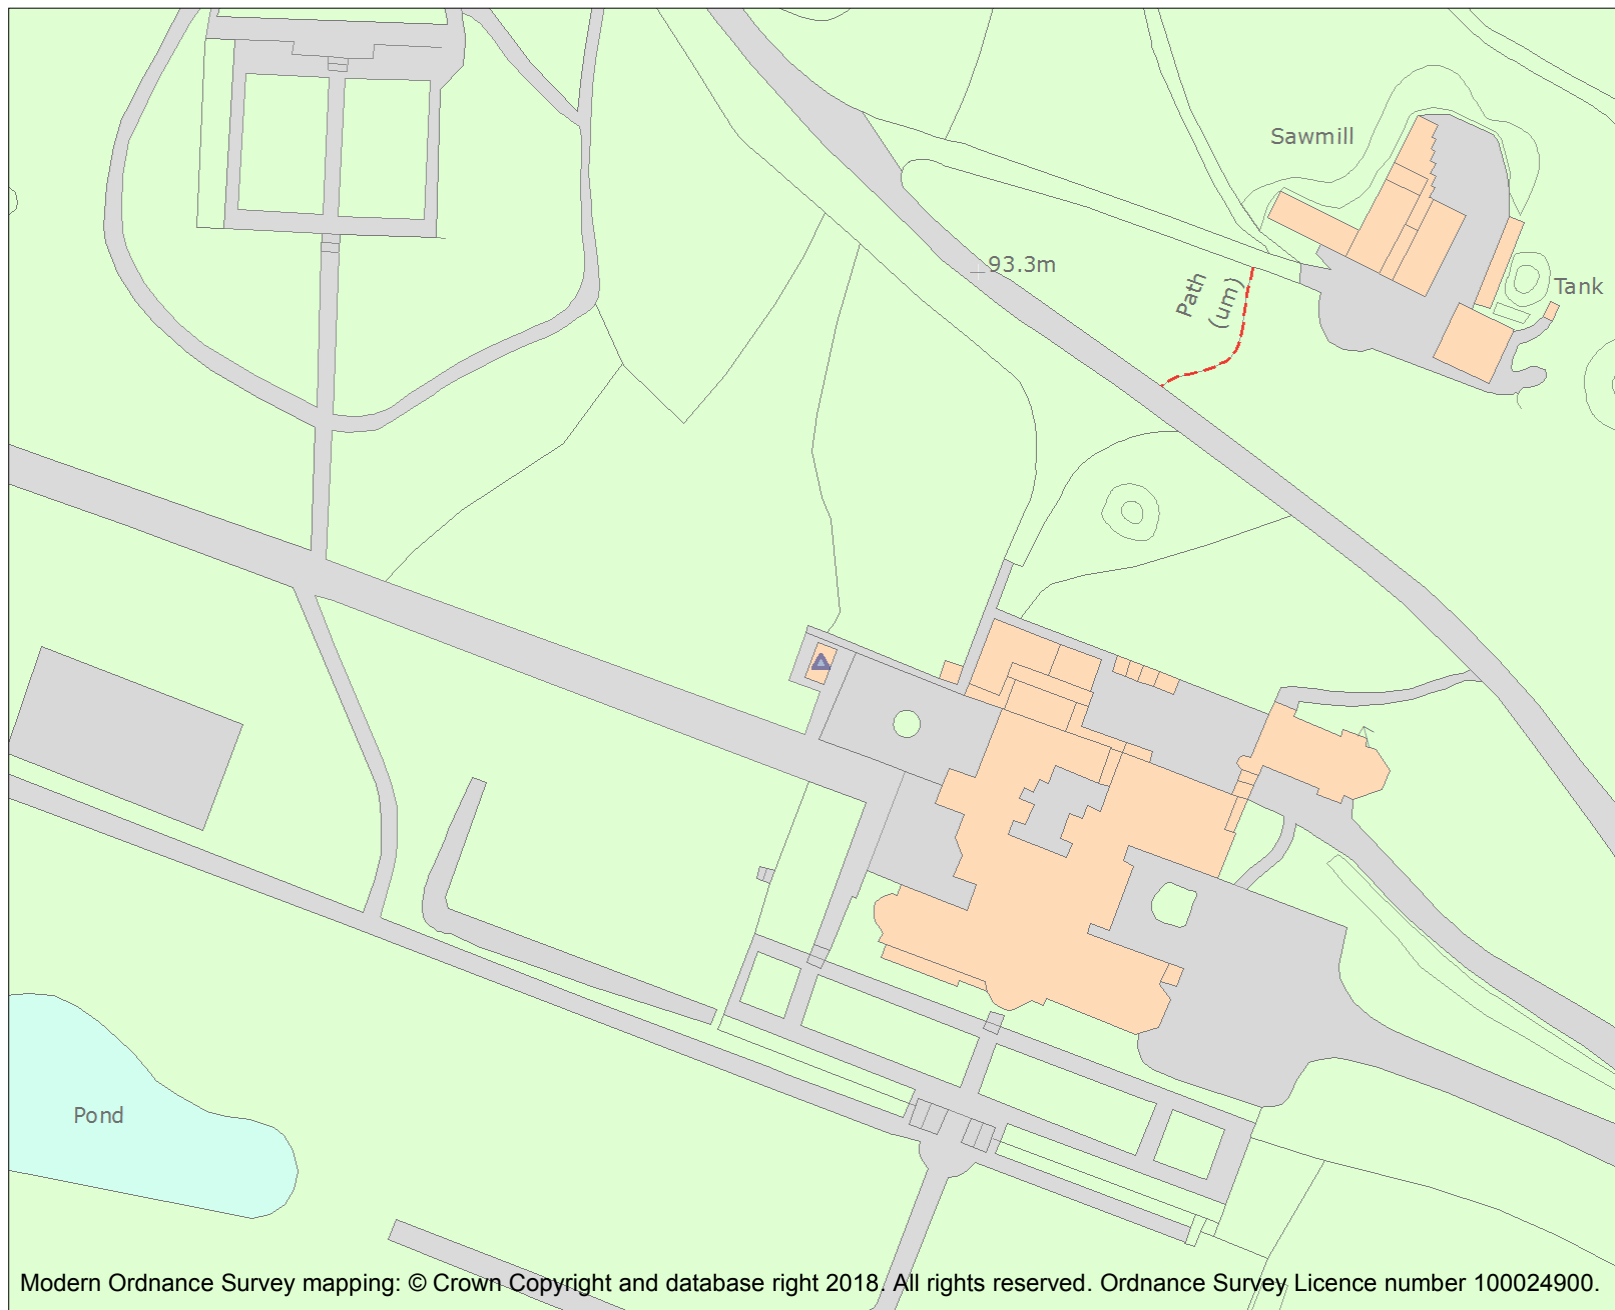 Sawmill
93.3m
Path
(um)
Tank
Pond
Modern Ordnance Survey mapping: © Crown Copyright and database right 2018. All rights reserved. Ordnance Survey Licence number 100024900.